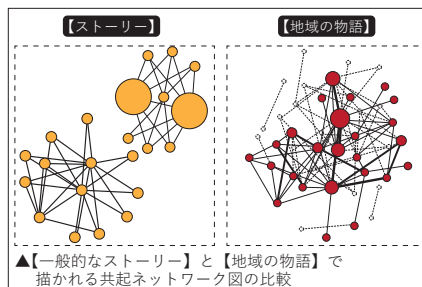 【ストーリー】
【地域の物語】
▲【一般的なストーリー】と【地域の物語】で
描かれる共起ネットワーク図の比較